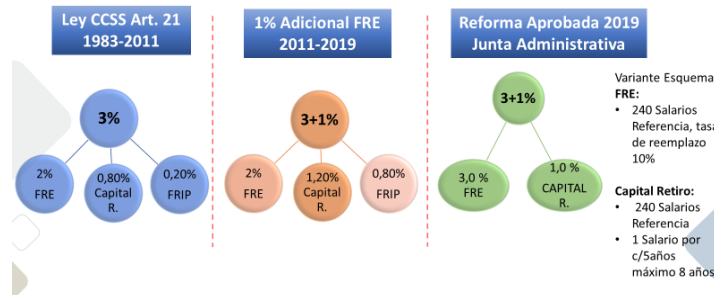 Ley CCSS Art. 21
1983-2011
3%
2%
FRE
0,80%
Capital
R.
0,20%
FRIP
1% Adicional FRE
2011-2019
3+1%
2%
FRE
1,20%
Capital
R.
0,80%
FRIP
Reforma Aprobada 2019
Junta Administrativa
3+1%
3,0 %
FRE
1,0 %
CAPITAL
R.
Variante Esquema
FRE:
• 240 Salarios
Referencia, tasa
de reemplazo
10%
Capital Retiro:
• 240 Salarios
Referencia
• 1 Salario por
c/5años
máximo 8 años